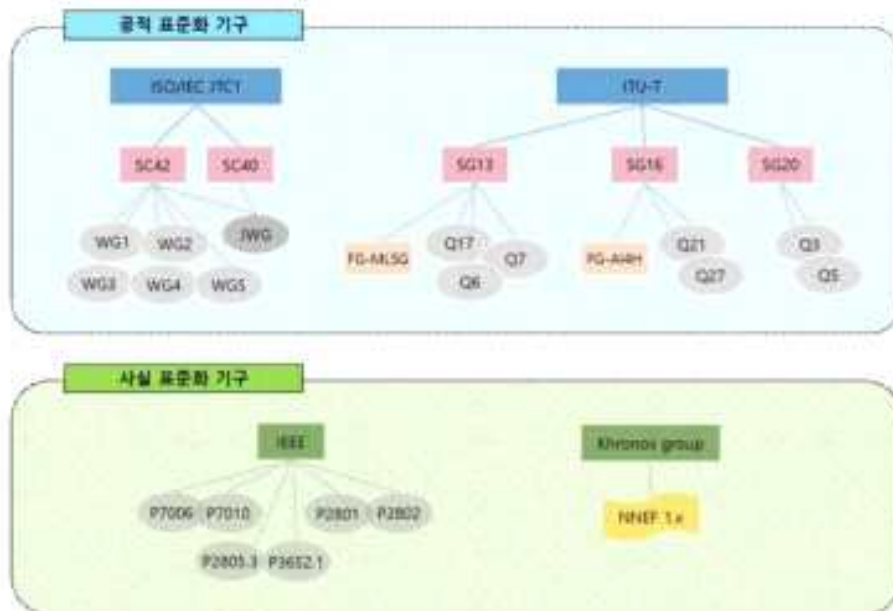 공적 표준화 기구
ISO/IEC JTC1
ITU-T
SC42
SC40
SG13
SG16
SG20
WG1
WG2
JWG
WG3
WG4
WG5
FG-ML5G
Q17
Q7
Q6
FG-AI4H
Q21
Q27
Q3
Q5
사실 표준화 기구
IEEE
Khronos group
P7006
P7010
P2801
P2802
P2805.3
P3652.1
NNEF 1.x